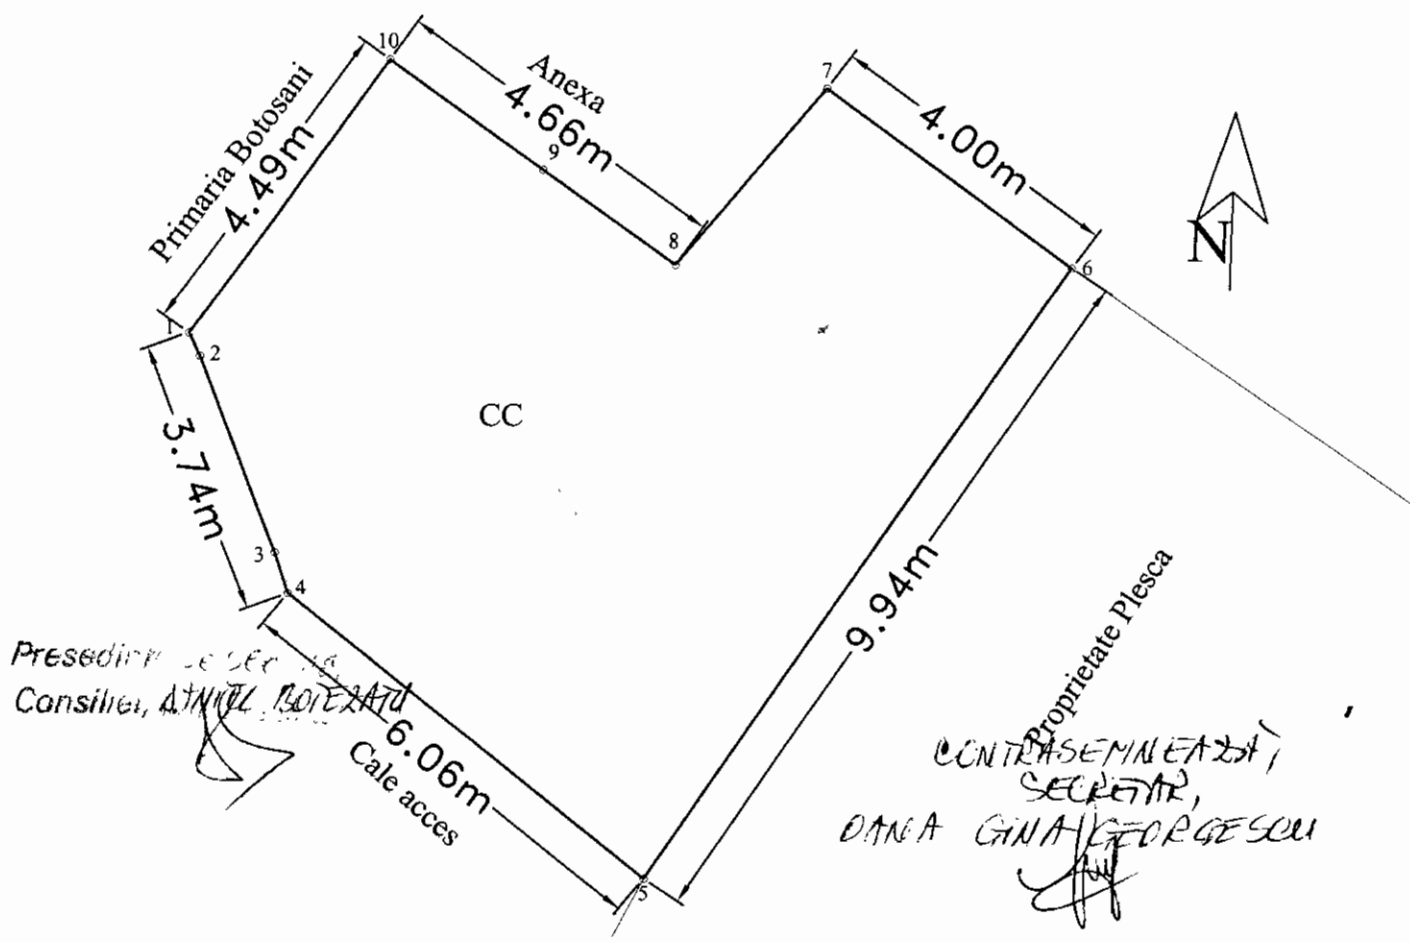 10
Anexa
4.66m
9
7
4.00m
Primaria Botosani
4.49m
8
6
N
1
2
CC
3.74m
3
4
9.94m
Proprietate Plesca
Consilier, BOIEZATU
6.06m
Cale acces
5
CONTRASEMNEAZĂ,
SECRETAR,
DANA GINA GEORGESCU